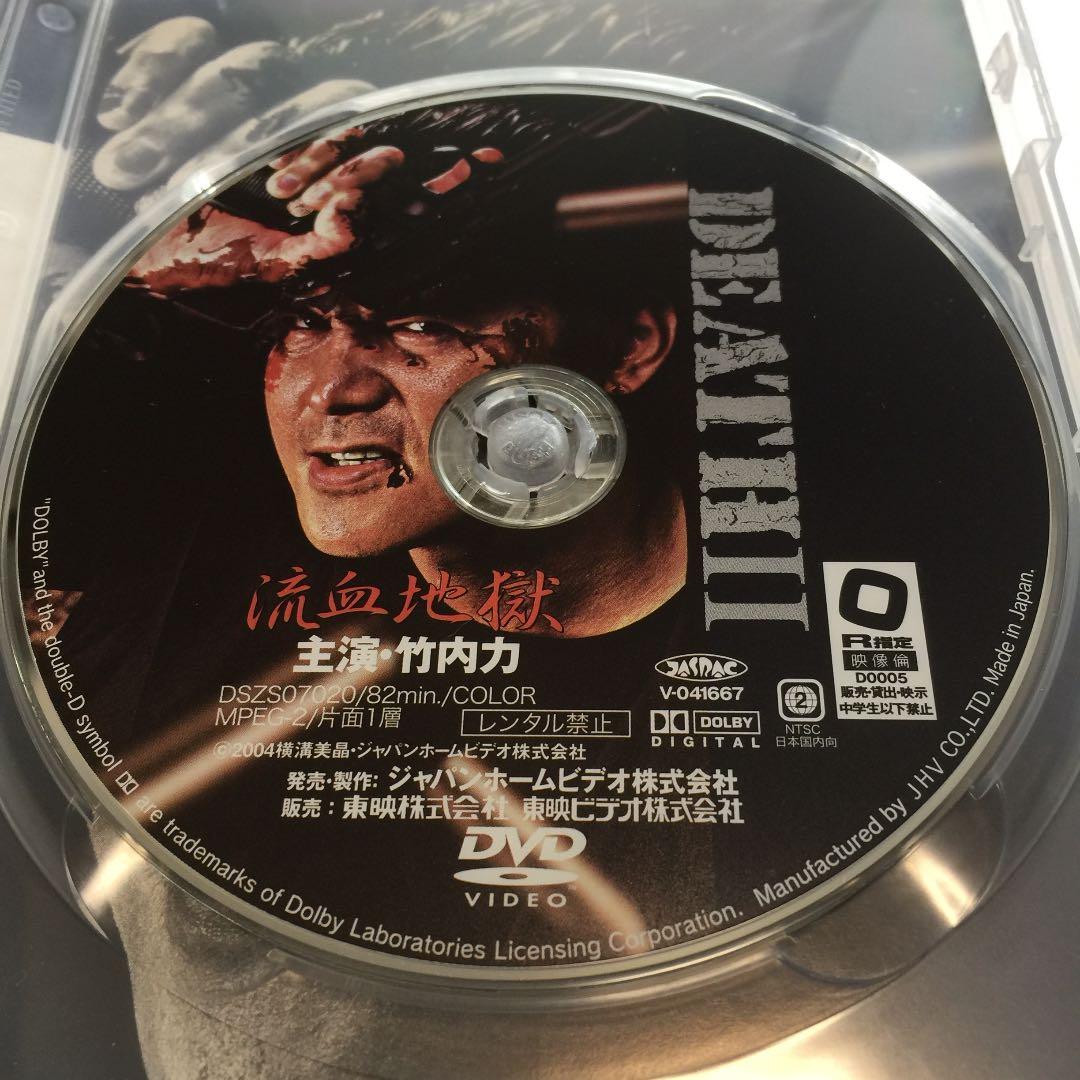 DEATH II
流血地獄
主演・竹内力
DSZS07020/82min./COLOR
MPEG-2/片面1層
レンタル禁止
©2004横溝美晶・ジャパンホームビデオ株式会社
発売・製作: ジャパンホームビデオ株式会社
販売: 東映株式会社 東映ビデオ株式会社
DVD
VIDEO
JASRAC
V-041667
DOLBY
DIGITAL
2
NTSC
日本国内向
R指定
映像倫
D0005
販売・貸出・映示
中学生以下禁止
"DOLBY" and the double-D symbol are trademarks of Dolby Laboratories Licensing Corporation. Manufactured by JHV CO.,LTD. Made in Japan.